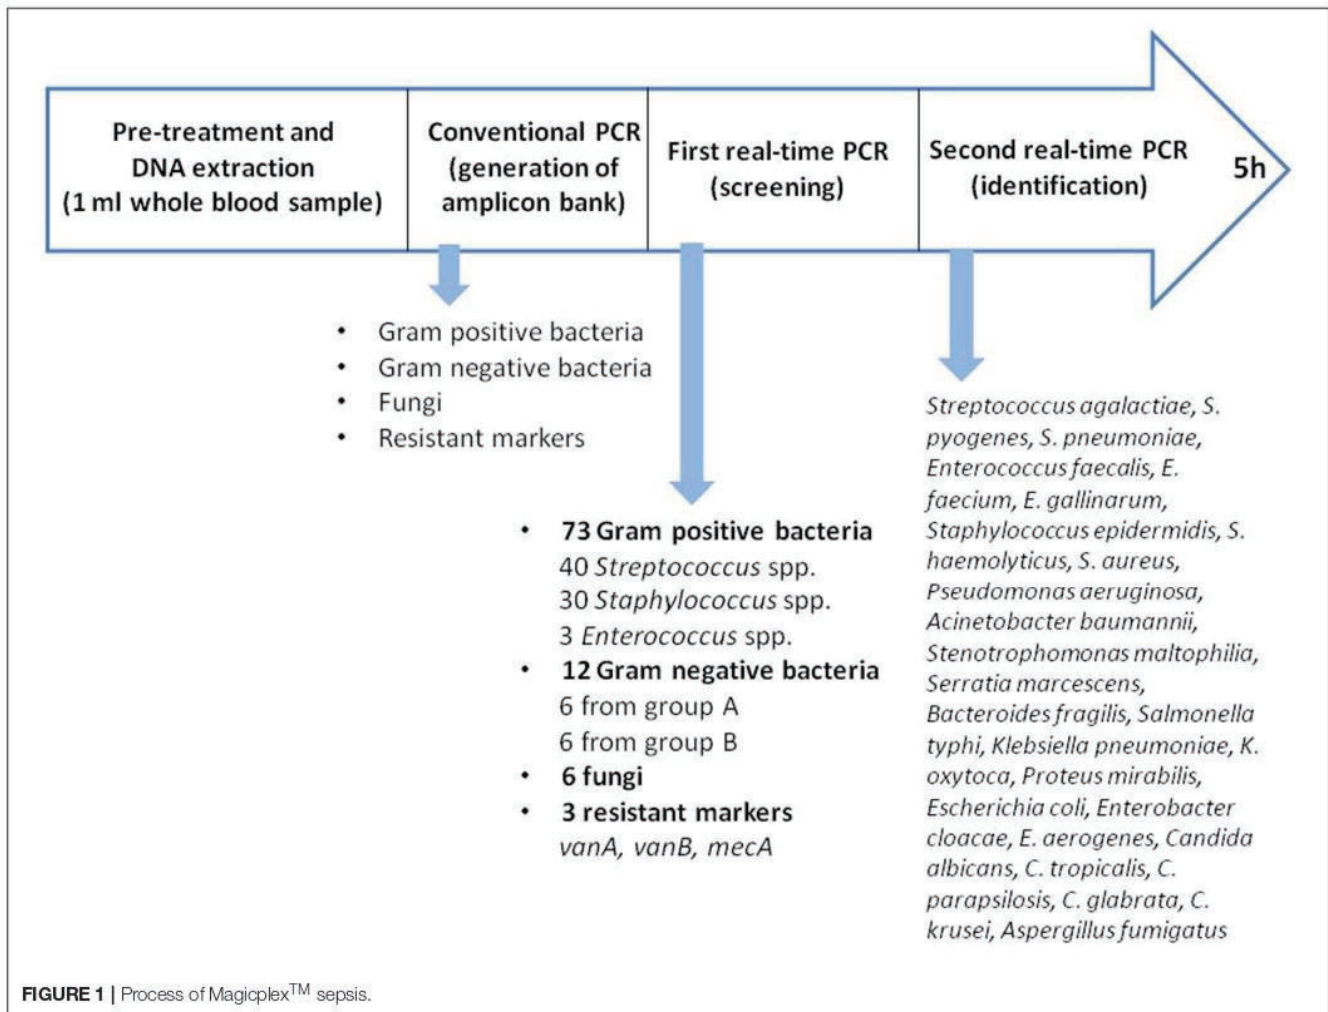 Pre-treatment and
DNA extraction
(1 ml whole blood sample)
Conventional PCR
(generation of
amplicon bank)
First real-time PCR
(screening)
Second real-time PCR
(identification)
5h
• Gram positive bacteria
• Gram negative bacteria
• Fungi
• Resistant markers
• 73 Gram positive bacteria
40 Streptococcus spp.
30 Staphylococcus spp.
3 Enterococcus spp.
• 12 Gram negative bacteria
6 from group A
6 from group B
• 6 fungi
• 3 resistant markers
vanA, vanB, mecA
Streptococcus agalactiae, S.
pyogenes, S. pneumoniae,
Enterococcus faecalis, E.
faecium, E. gallinarum,
Staphylococcus epidermidis, S.
haemolyticus, S. aureus,
Pseudomonas aeruginosa,
Acinetobacter baumannii,
Stenotrophomonas maltophilia,
Serratia marcescens,
Bacteroides fragilis, Salmonella
typhi, Klebsiella pneumoniae, K.
oxytoca, Proteus mirabilis,
Escherichia coli, Enterobacter
cloacae, E. aerogenes, Candida
albicans, C. tropicalis, C.
parapsilosis, C. glabrata, C.
krusei, Aspergillus fumigatus
FIGURE 1 | Process of Magicplex™ sepsis.